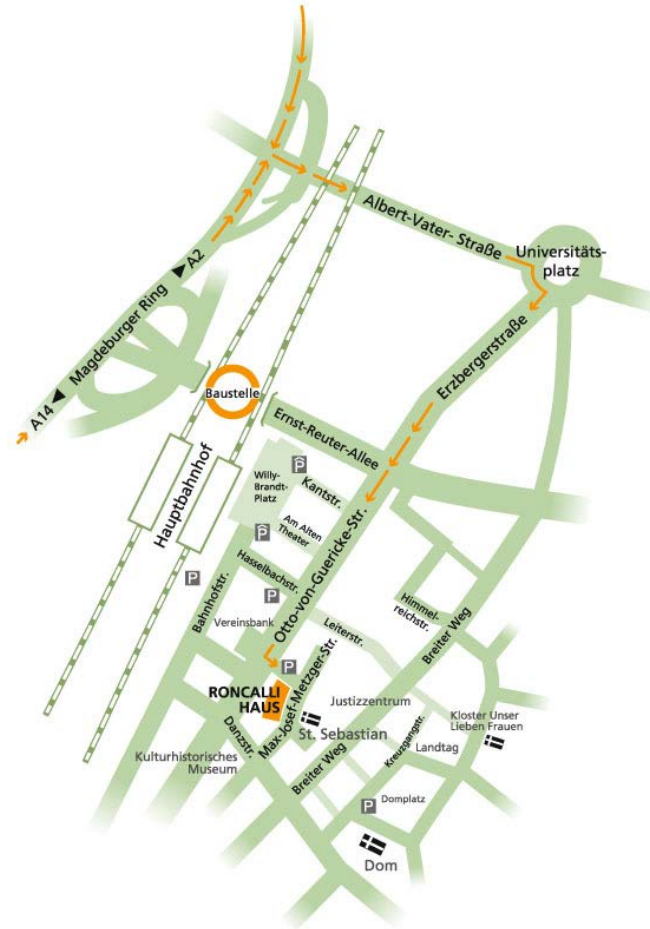 Albert-Vater- Straße
Universitäts-
platz
A2
Magdeburger Ring
A14
Erzbergerstraße
Baustelle
Ernst-Reuter-Allee
Hauptbahnhof
P
Willy-
Brandt-
Platz
Kantstr.
Am Alten
Theater
P
Otto-von-Guericke-Str.
Hasselbachstr.
P
Bahnhofstr.
P
Vereinsbank
Himmel-
reichstr.
Leiterstr.
Breiter Weg
P
RONCALLI
HAUS
Max-Josef-Metzger-Str.
Justizzentrum
St. Sebastian
Kreuzgangstr.
Kloster Unser
Lieben Frauen
Landtag
Danzstr.
Kulturhistorisches
Museum
Breiter Weg
P
Domplatz
Dom